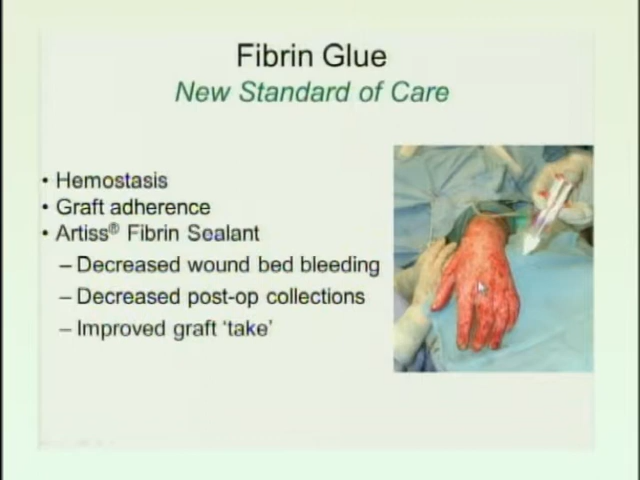 Fibrin Glue
New Standard of Care
• Hemostasis
• Graft adherence
• Artiss® Fibrin Sealant
– Decreased wound bed bleeding
– Decreased post-op collections
– Improved graft ‘take’